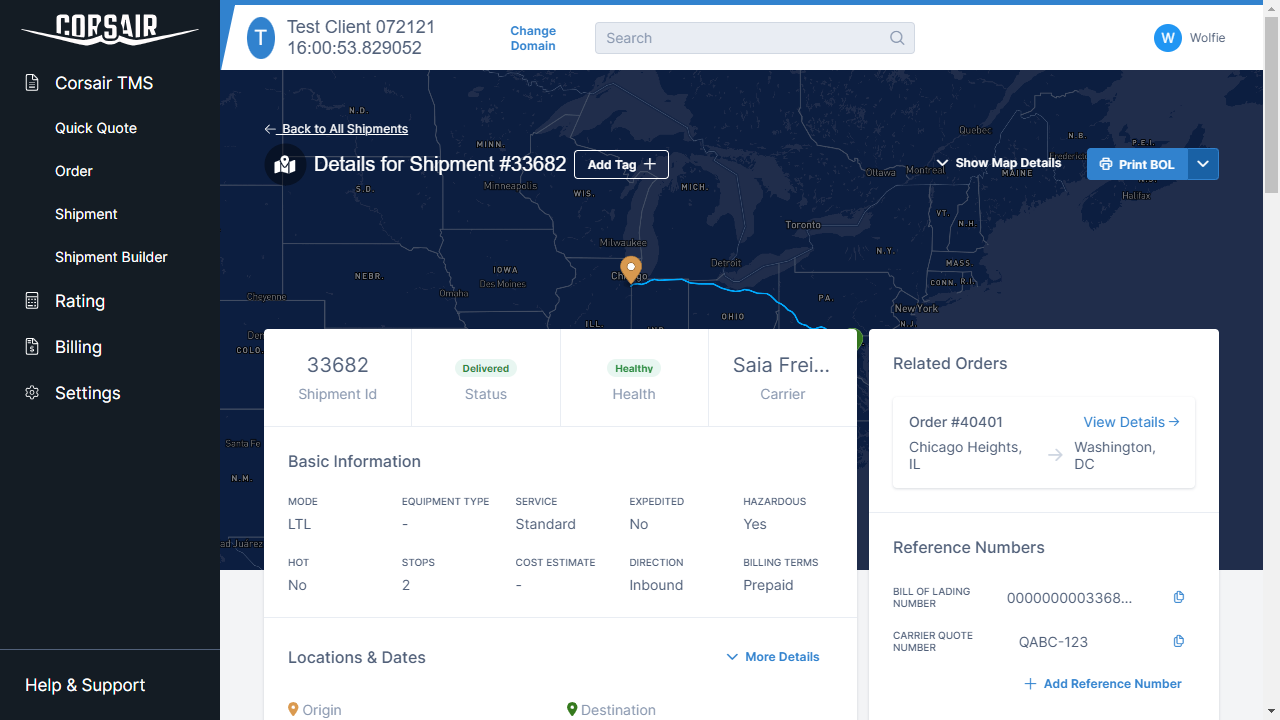 CORSAIR
Corsair TMS
Quick Quote
Order
Shipment
Shipment Builder
Rating
Billing
Settings
Help & Support
T
Test Client 072121
16:00:53.829052
Change
Domain
Search
W
Wolfie
← Back to All Shipments
Details for Shipment #33682
Add Tag +
Show Map Details
Print BOL
N.D.
MINN.
Minneapolis
S.D.
WIS.
MICH.
Quebec
N.B.
P.E.I.
Ottawa
Montreal
MAINE
Fredericton
Halifax
Toronto
VT.
N.H.
Milwaukee
N.Y.
MASS.
Detroit
Chicago
CONN.
R.I.
NEBR.
IOWA
Des Moines
Omaha
Cheyenne
PA.
New York
OHIO
N.J.
ILL.
IND.
COLO.
Santa Fe
N.M.
33682
Shipment Id
Delivered
Status
Healthy
Health
Saia Frei...
Carrier
Basic Information
MODE
LTL
EQUIPMENT TYPE
-
SERVICE
Standard
EXPEDITED
No
HAZARDOUS
Yes
HOT
No
STOPS
2
COST ESTIMATE
-
DIRECTION
Inbound
BILLING TERMS
Prepaid
Locations & Dates
More Details
Origin
Destination
Related Orders
Order #40401
View Details →
Chicago Heights,
IL
→
Washington,
DC
Reference Numbers
BILL OF LADING
NUMBER
0000000003368...
CARRIER QUOTE
NUMBER
QABC-123
+ Add Reference Number